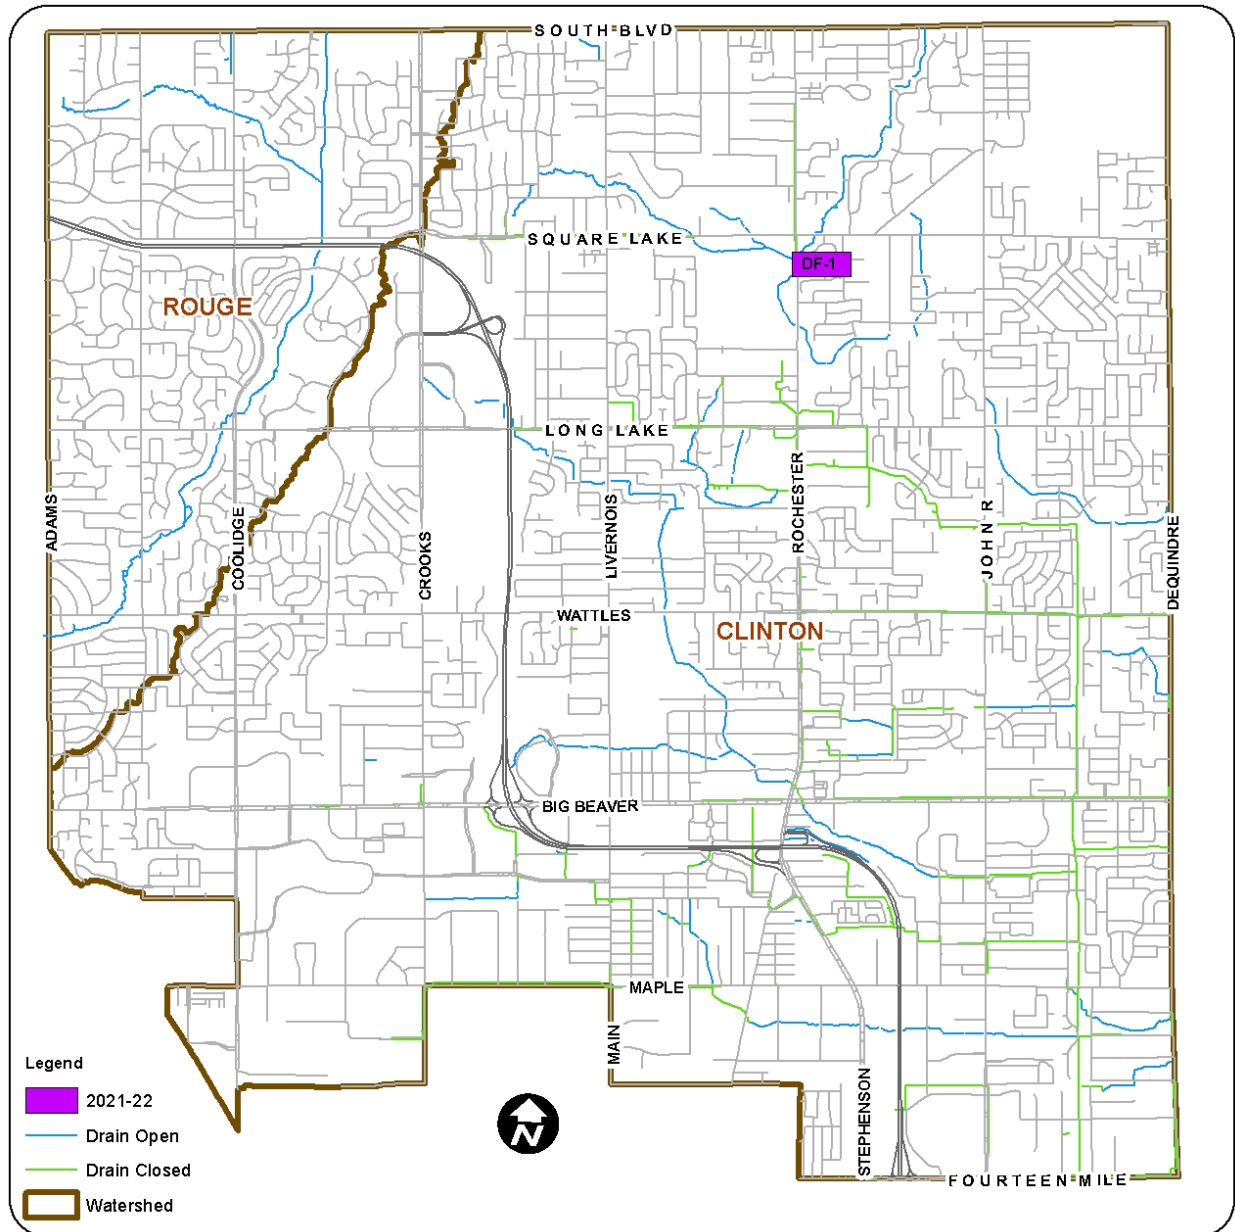 SOUTH BLVD
SQUARE LAKE
DF-1
ROUGE
LONG LAKE
ADAMS
COOLIDGE
CROOKS
LIVERNOIS
ROCHESTER
JOHN R
DEQUINDRE
WATTLES
CLINTON
BIG BEAVER
MAPLE
MAIN
STEPHENSON
FOURTEEN MILE
Legend
2021-22
Drain Open
Drain Closed
Watershed
N